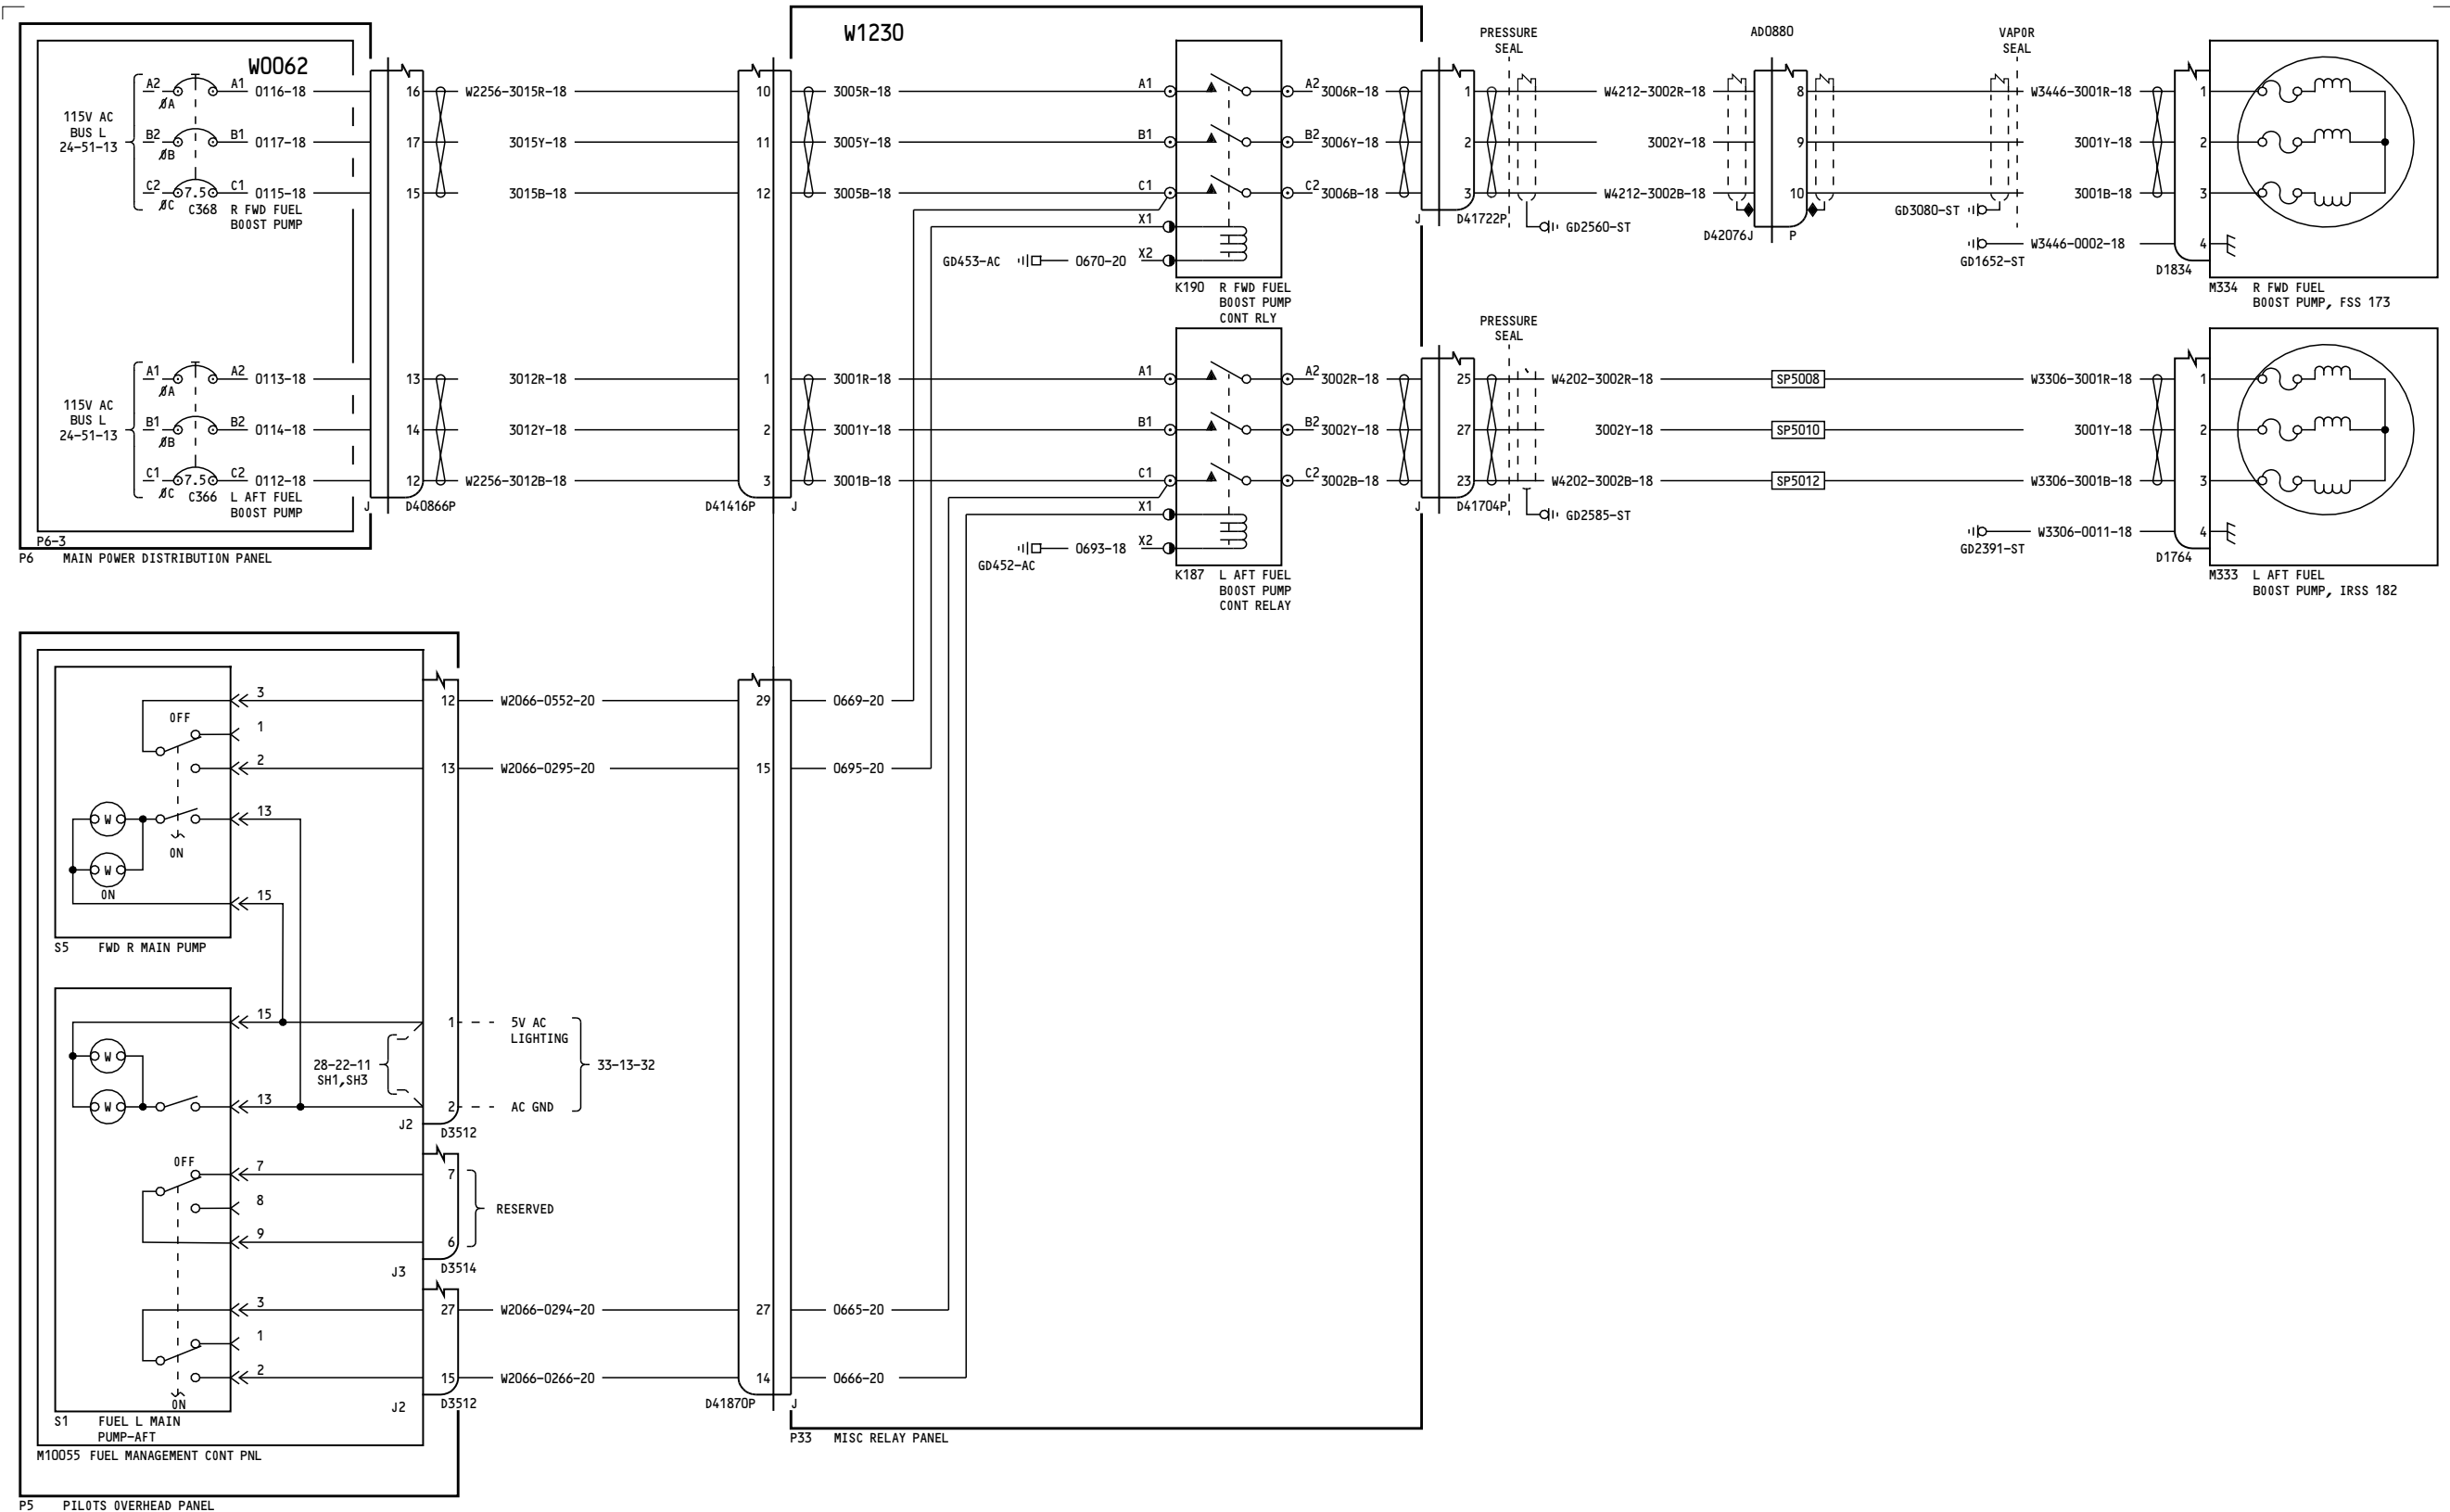 W0062
115V AC
BUS L
24-51-13
A2 A1 0116-18
ØA
B2 B1 0117-18
ØB
C2 7.5 C1 0115-18
ØC C368 R FWD FUEL
BOOST PUMP
115V AC
BUS L
24-51-13
A1 A2 0113-18
ØA
B1 B2 0114-18
ØB
C1 7.5 C2 0112-18
ØC C366 L AFT FUEL
BOOST PUMP
P6-3
P6 MAIN POWER DISTRIBUTION PANEL
16 W2256-3015R-18 10
17 3015Y-18 11
15 3015B-18 12
13 3012R-18 1
14 3012Y-18 2
12 W2256-3012B-18 3
J D40866P D41416P J
W1230
3005R-18 A1 A2 3006R-18 1
3005Y-18 B1 B2 3006Y-18 2
3005B-18 C1 C2 3006B-18 3
X1
GD453-AC 0670-20 X2
K190 R FWD FUEL
BOOST PUMP
CONT RLY
J D41722P
3001R-18 A1 A2 3002R-18 25
3001Y-18 B1 B2 3002Y-18 27
3001B-18 C1 C2 3002B-18 23
X1
GD452-AC 0693-18 X2
K187 L AFT FUEL
BOOST PUMP
CONT RELAY
J D41704P
PRESSURE
SEAL
AD0880
VAPOR
SEAL
W4212-3002R-18 8 W3446-3001R-18 1
3002Y-18 9 3001Y-18 2
W4212-3002B-18 10 3001B-18 3
GD2560-ST D42076J P GD3080-ST
GD1652-ST W3446-0002-18 4
D1834
M334 R FWD FUEL
BOOST PUMP, FSS 173
PRESSURE
SEAL
W4202-3002R-18 SP5008 W3306-3001R-18 1
3002Y-18 SP5010 3001Y-18 2
W4202-3002B-18 SP5012 W3306-3001B-18 3
GD2585-ST
GD2391-ST W3306-0011-18 4
D1764
M333 L AFT FUEL
BOOST PUMP, IRSS 182
3 12 W2066-0552-20 29 0669-20
OFF
1
2 13 W2066-0295-20 15 0695-20
W 13
ON
W
ON
15
S5 FWD R MAIN PUMP
15 1 5V AC
LIGHTING
W
28-22-11
SH1,SH3
33-13-32
W 13 2 AC GND
J2 D3512
OFF
7 7
8 RESERVED
9 6
J3 D3514
3 27 W2066-0294-20 27 0665-20
1
2 15 W2066-0266-20 14 0666-20
ON
J2 D3512 D41870P J
S1 FUEL L MAIN
PUMP-AFT
M10055 FUEL MANAGEMENT CONT PNL
P33 MISC RELAY PANEL
P5 PILOTS OVERHEAD PANEL